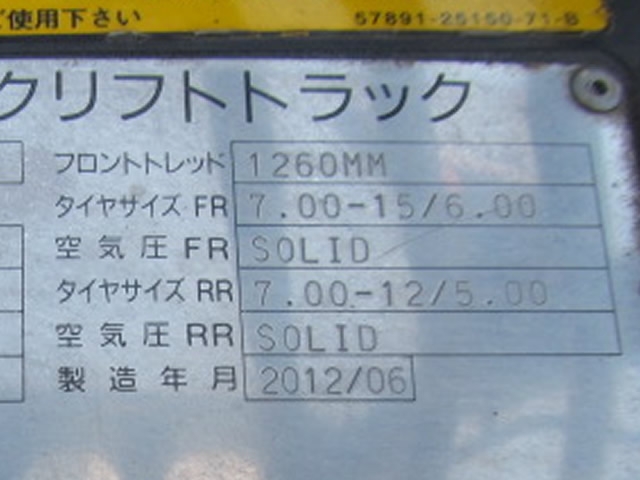 ご使用下さい
57891-25150-71-B
クリフトトラック
フロントトレッド 1260MM
タイヤサイズ FR 7.00-15/6.00
空気圧 FR SOLID
タイヤサイズ RR 7.00-12/5.00
空気圧 RR SOLID
製造年月 2012/06